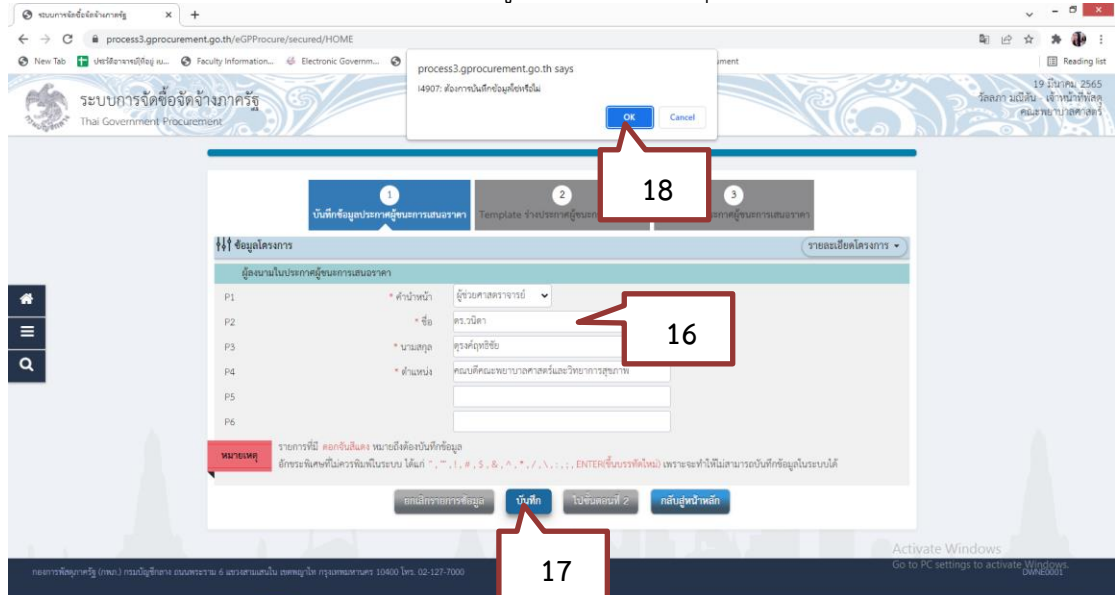 ระบบการจัดซื้อจัดจ้างภาครัฐ
process3.gprocurement.go.th/eGPProcure/secured/HOME
New Tab
Faculty Information...
Electronic Governm...
ument
Reading list
process3.gprocurement.go.th says
I4907: ต้องการบันทึกข้อมูลใช่หรือไม่
OK
Cancel
ระบบการจัดซื้อจัดจ้างภาครัฐ
Thai Government Procurement
19 มีนาคม 2565
เจ้าหน้าที่พัสดุ
คณะพยาบาลศาสตร์
18
1
2
3
บันทึกข้อมูลประกาศผู้ชนะการเสนอราคา
Template ร่างประกาศผู้ชนะ
กาศผู้ชนะการเสนอราคา
ข้อมูลโครงการ
รายละเอียดโครงการ
ผู้ลงนามในประกาศผู้ชนะการเสนอราคา
P1
* คำนำหน้า
ผู้ช่วยศาสตราจารย์
P2
* ชื่อ
ดร.วนิดา
16
P3
* นามสกุล
ดุรงค์ฤทธิชัย
P4
* ตำแหน่ง
คณบดีคณะพยาบาลศาสตร์และวิทยาการสุขภาพ
P5
P6
หมายเหตุ
รายการที่มี ดอกจันสีแดง หมายถึงต้องบันทึกข้อมูล
อักขระพิเศษที่ไม่ควรพิมพ์ในระบบ ได้แก่ ", ", !, #, $, &, ^, *, /, \, :, ;, ENTER(ขึ้นบรรทัดใหม่) เพราะจะทำให้ไม่สามารถบันทึกข้อมูลในระบบได้
ยกเลิกรายการข้อมูล
บันทึก
ไปขั้นตอนที่ 2
กลับสู่หน้าหลัก
17
Activate Windows
Go to PC settings to activate Windows.
กองการพัสดุภาครัฐ (กพภ.) กรมบัญชีกลาง ถนนพระราม 6 แขวงสามเสนใน เขตพญาไท กรุงเทพมหานคร 10400 โทร. 02-127-7000
DWNE0001